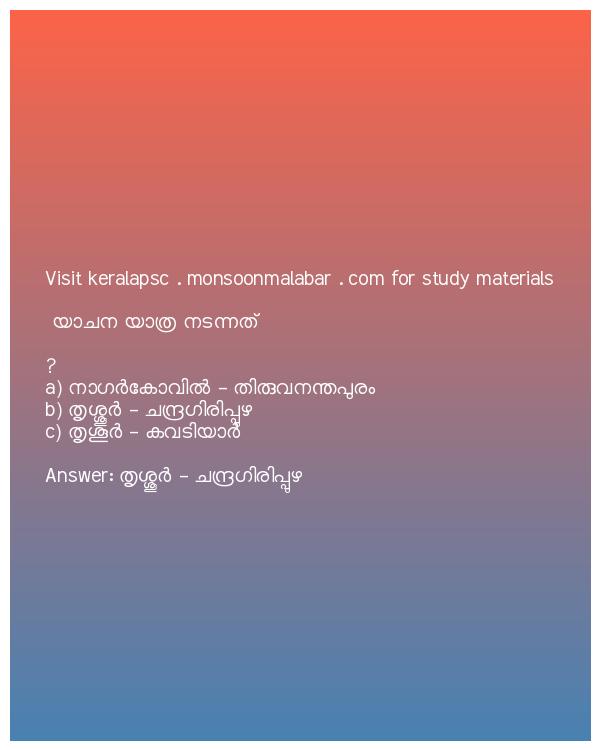 Visit keralapsc . monsoonmalabar . com for study materials
യാചന യാത്ര നടന്നത്
?
a) നാഗർകോവിൽ - തിരുവനന്തപുരം
b) തൃശ്ശൂർ - ചന്ദ്രഗിരിപ്പുഴ
c) തൃശൂർ - കവടിയാർ
Answer: തൃശ്ശൂർ - ചന്ദ്രഗിരിപ്പുഴ